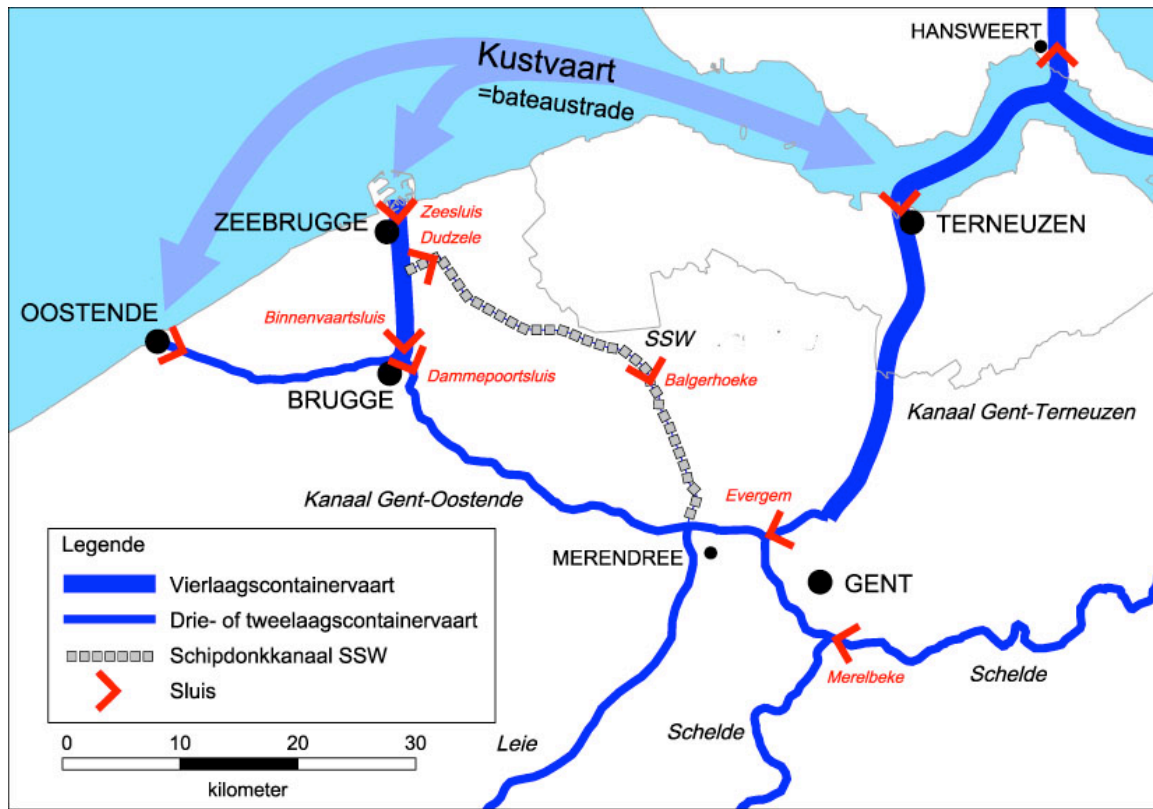 HANSWEERT
Kustvaart
=bateaustrade
ZEEBRUGGE
Zeesluis
Dudzele
TERNEUZEN
OOSTENDE
Binnenvaartsluis
SSW
BRUGGE
Dammepoortsluis
Balgerhoeke
Kanaal Gent-Terneuzen
Kanaal Gent-Oostende
Evergem
MERENDREE
GENT
Merelbeke
Schelde
Schelde
Leie
Legende
Vierlaagscontainervaart
Drie- of tweelaagscontainervaart
Schipdonkkanaal SSW
Sluis
0 10 20 30
kilometer